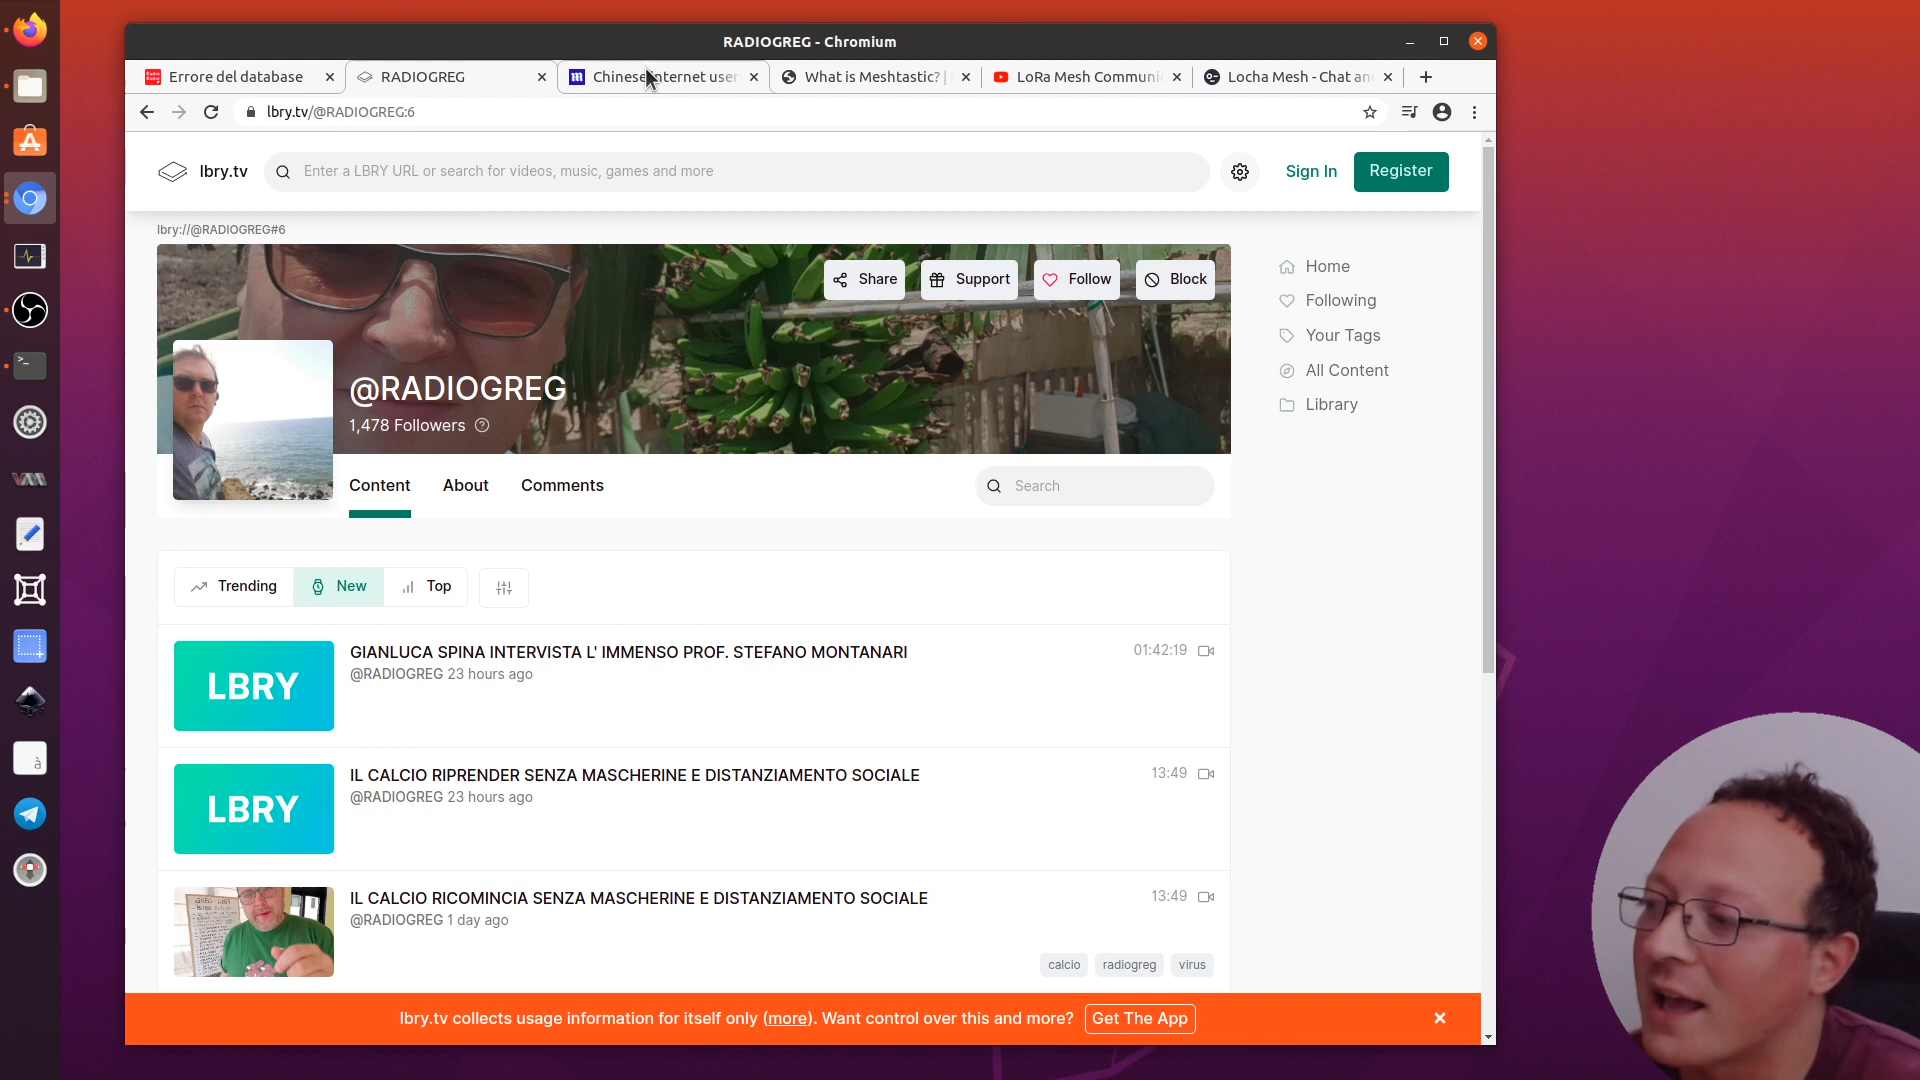 RADIOGREG - Chromium
Errore del database
RADIOGREG
Chinese internet user
What is Meshtastic? |
LoRa Mesh Communi
Locha Mesh - Chat an
lbry.tv/@RADIOGREG:6
lbry.tv
Enter a LBRY URL or search for videos, music, games and more
Sign In
Register
lbry://@RADIOGREG#6
Share
Support
Follow
Block
Home
Following
Your Tags
All Content
Library
@RADIOGREG
1,478 Followers
Content
About
Comments
Search
Trending
New
Top
LBRY
GIANLUCA SPINA INTERVISTA L' IMMENSO PROF. STEFANO MONTANARI
01:42:19
@RADIOGREG 23 hours ago
LBRY
IL CALCIO RIPRENDER SENZA MASCHERINE E DISTANZIAMENTO SOCIALE
13:49
@RADIOGREG 23 hours ago
IL CALCIO RICOMINCIA SENZA MASCHERINE E DISTANZIAMENTO SOCIALE
13:49
@RADIOGREG 1 day ago
calcio
radiogreg
virus
lbry.tv collects usage information for itself only (more). Want control over this and more?
Get The App